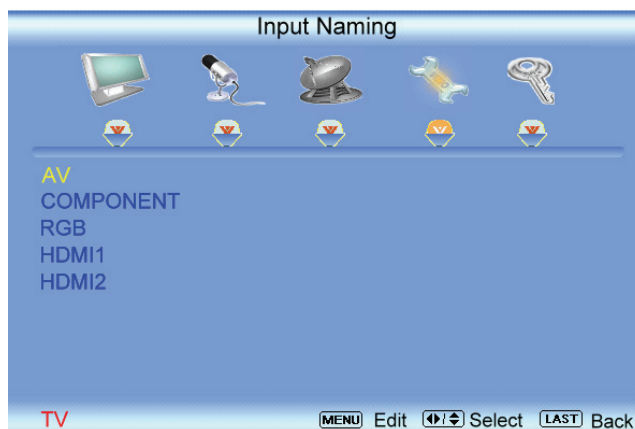 Input Naming
AV
COMPONENT
RGB
HDMI1
HDMI2
TV MENU Edit Select LAST Back